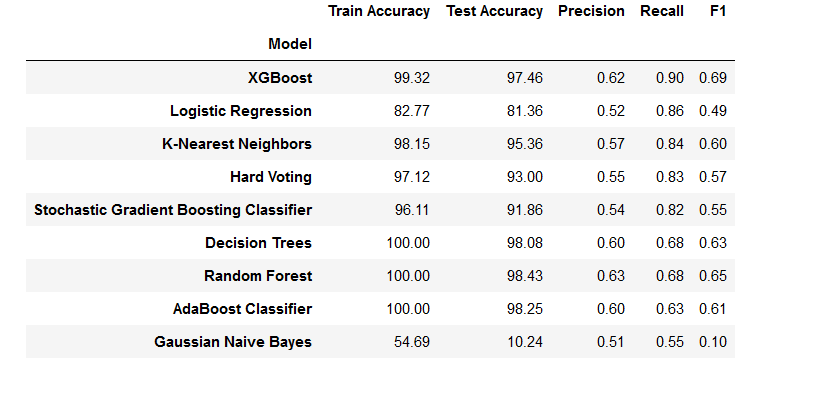 Train Accuracy Test Accuracy Precision Recall F1
Model
XGBoost 99.32 97.46 0.62 0.90 0.69
Logistic Regression 82.77 81.36 0.52 0.86 0.49
K-Nearest Neighbors 98.15 95.36 0.57 0.84 0.60
Hard Voting 97.12 93.00 0.55 0.83 0.57
Stochastic Gradient Boosting Classifier 96.11 91.86 0.54 0.82 0.55
Decision Trees 100.00 98.08 0.60 0.68 0.63
Random Forest 100.00 98.43 0.63 0.68 0.65
AdaBoost Classifier 100.00 98.25 0.60 0.63 0.61
Gaussian Naive Bayes 54.69 10.24 0.51 0.55 0.10